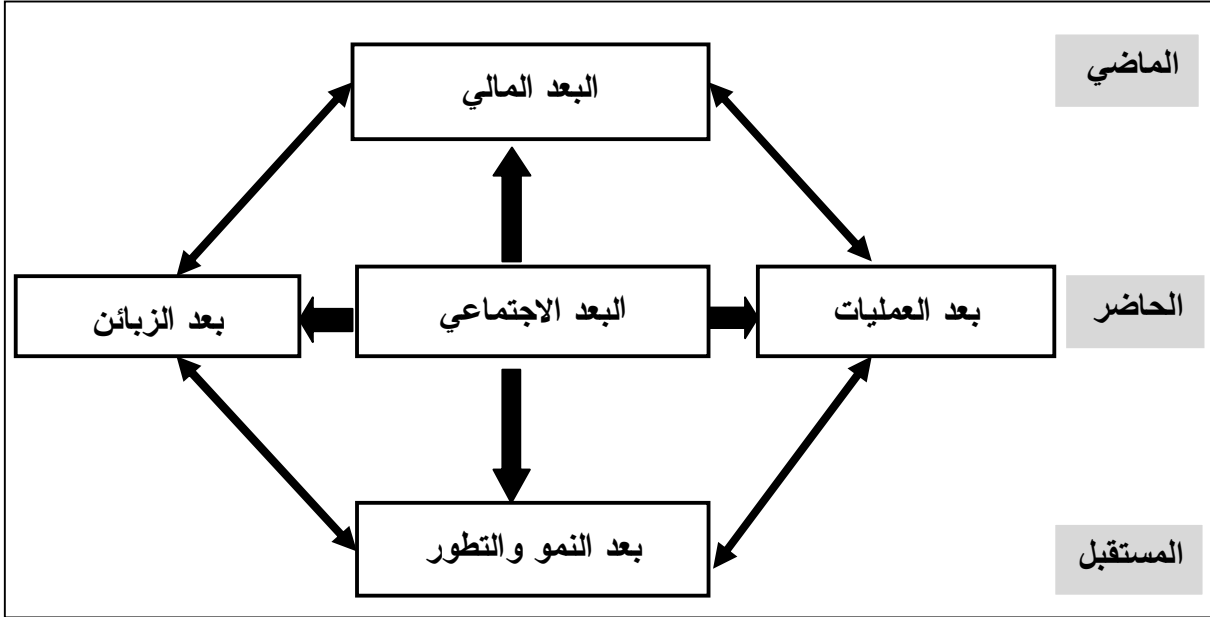 الماضي
البعد المالي
الحاضر
بعد العمليات
البعد الاجتماعي
بعد الزبائن
المستقبل
بعد النمو والتطور